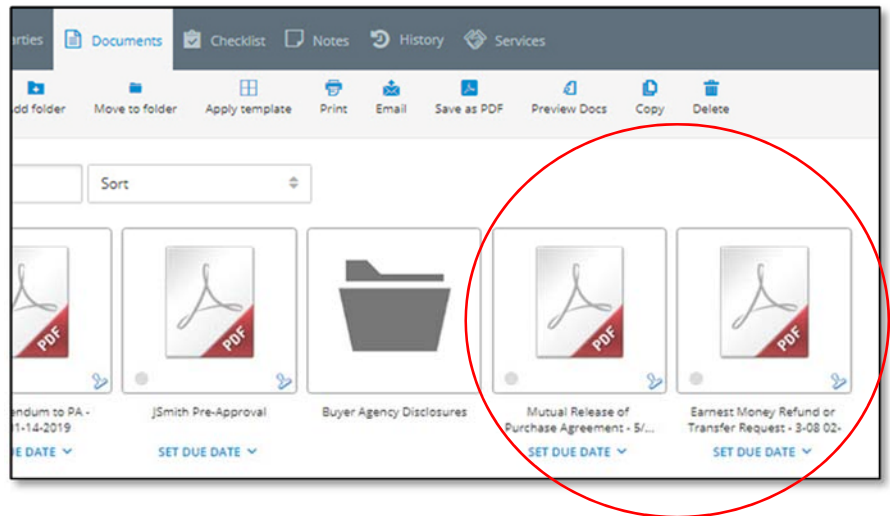 arties Documents Checklist Notes History Services
Add folder Move to folder Apply template Print Email Save as PDF Preview Docs Copy Delete
Sort
PDF PDF PDF PDF
endum to PA - JSmith Pre-Approval Buyer Agency Disclosures Mutual Release of Earnest Money Refund or
01-14-2019 Purchase Agreement - 5/... Transfer Request - 3-08 02-
E DATE SET DUE DATE SET DUE DATE SET DUE DATE